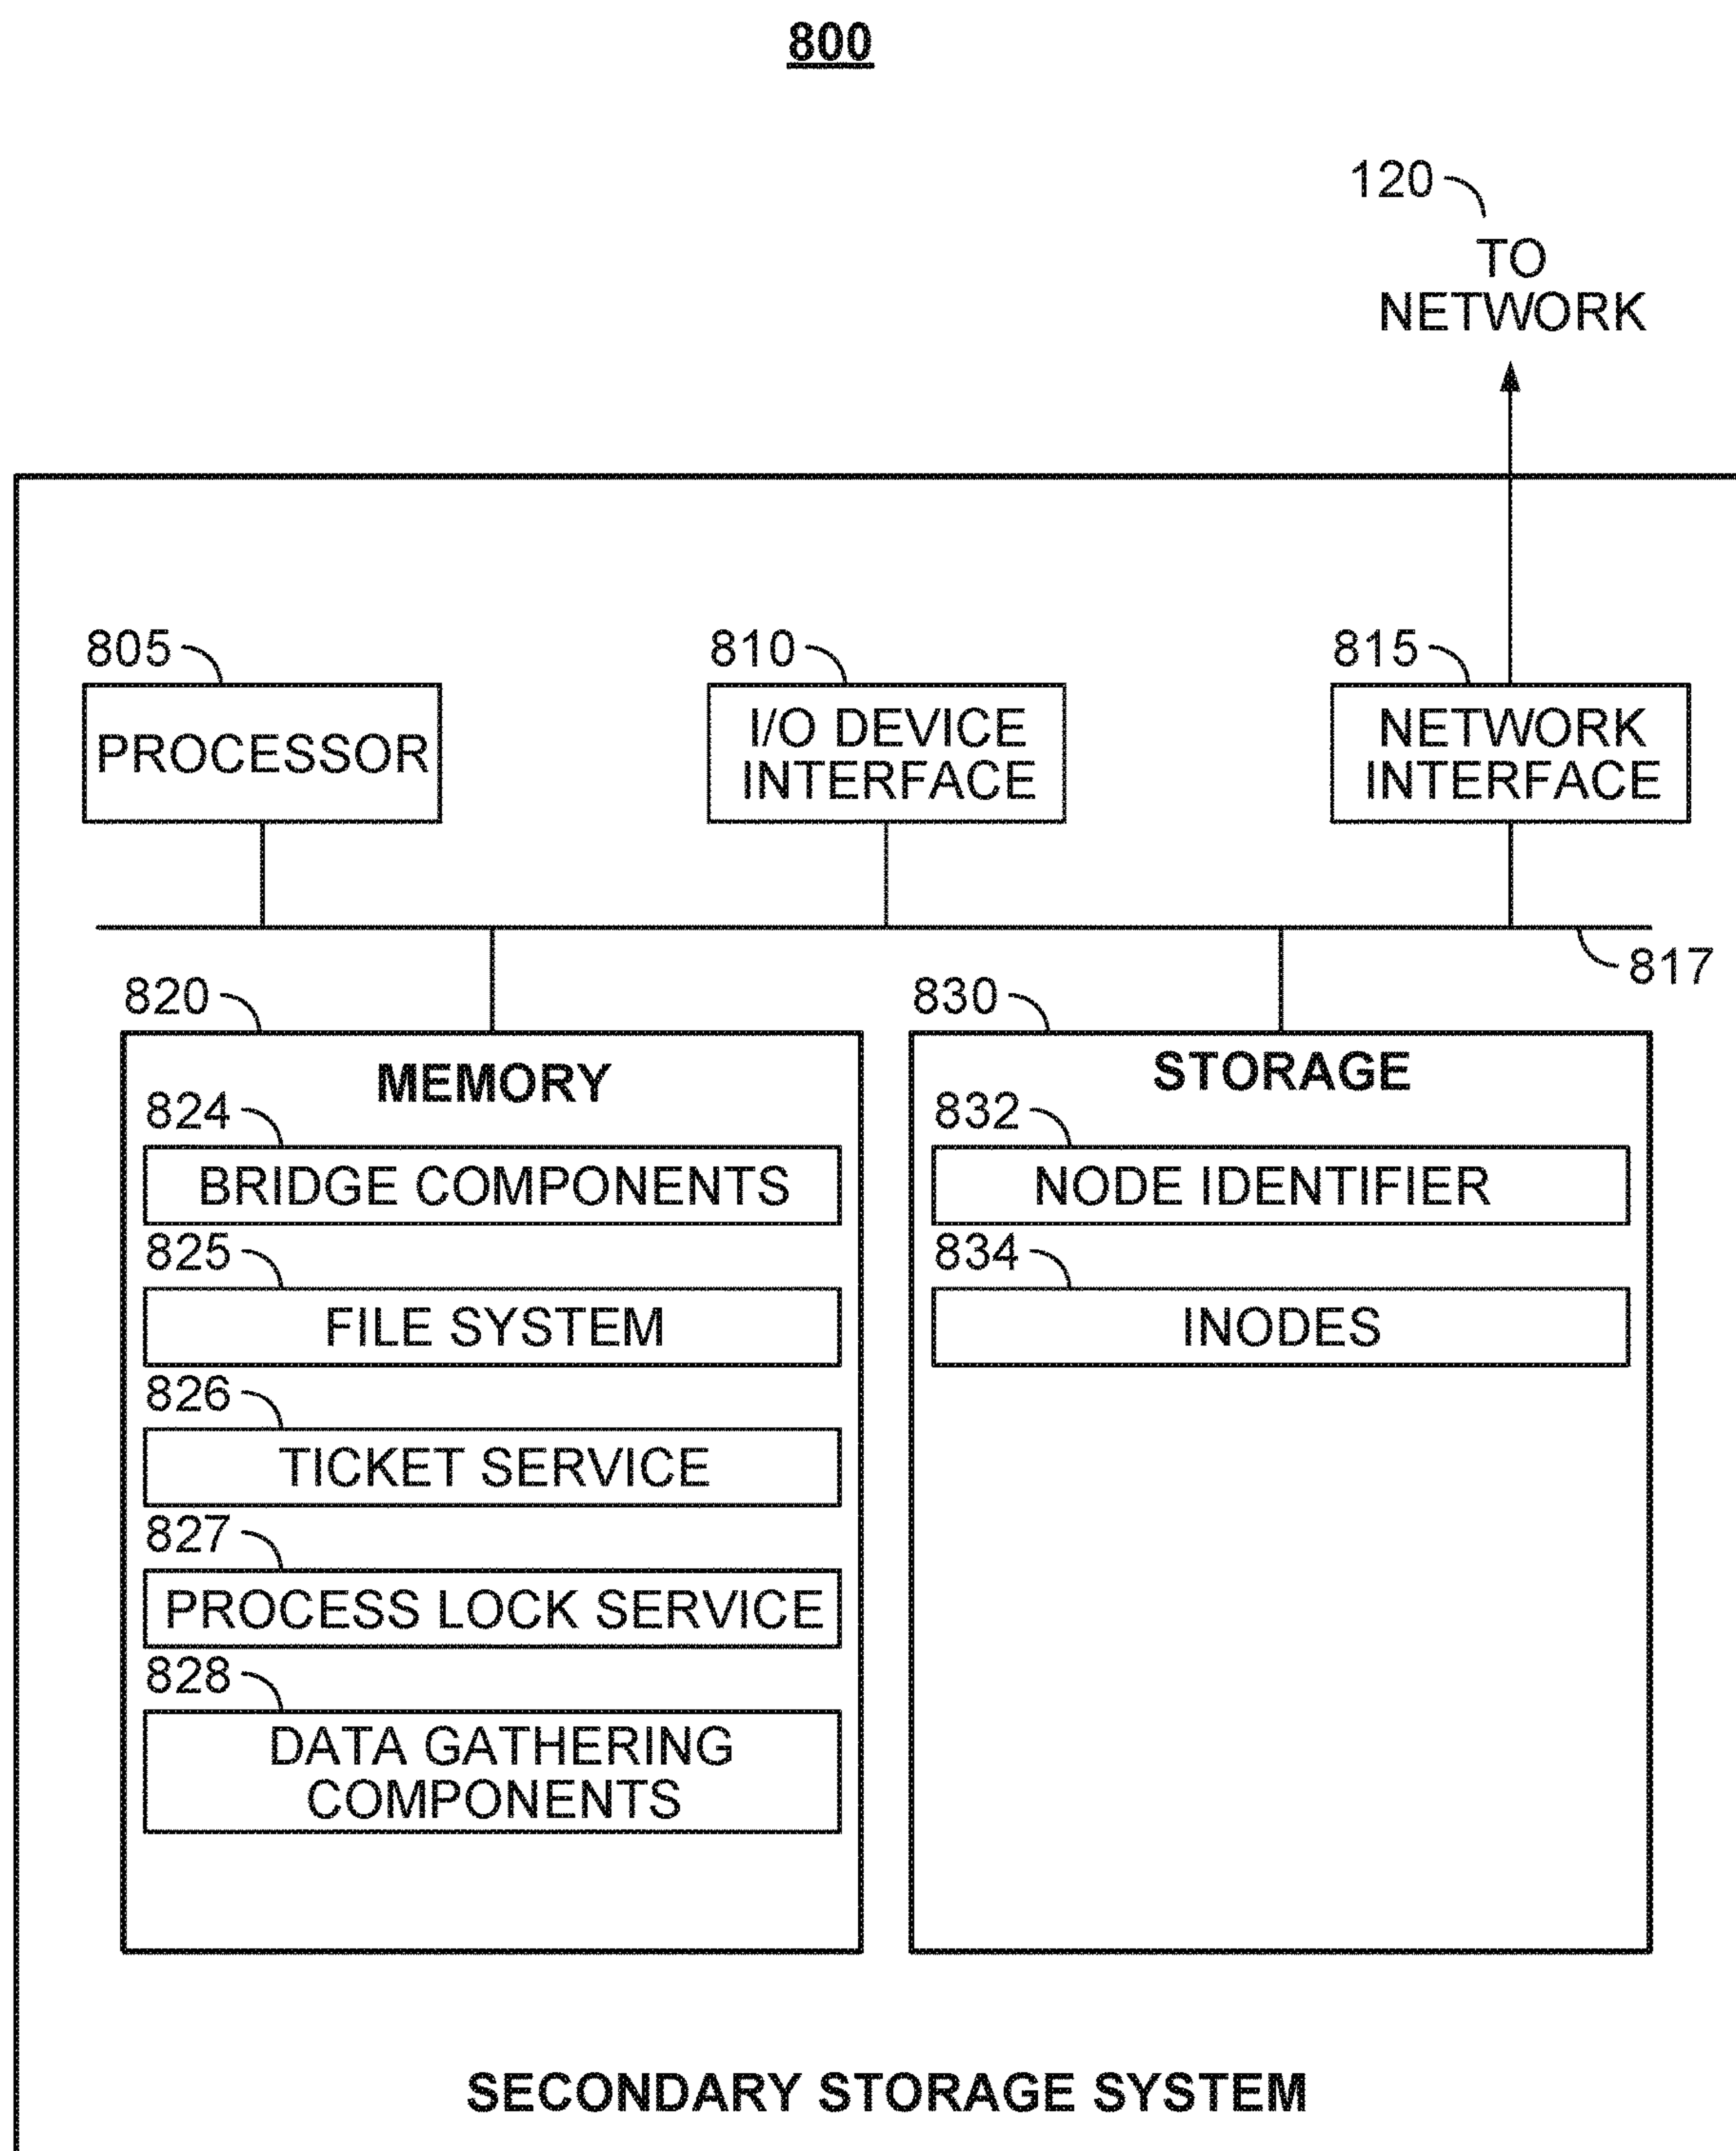 800
120
TO
NETWORK
805
810
815
PROCESSOR
I/O DEVICE
INTERFACE
NETWORK
INTERFACE
817
820
830
MEMORY
STORAGE
824
BRIDGE COMPONENTS
825
FILE SYSTEM
826
TICKET SERVICE
827
PROCESS LOCK SERVICE
828
DATA GATHERING
COMPONENTS
832
NODE IDENTIFIER
834
INODES
SECONDARY STORAGE SYSTEM